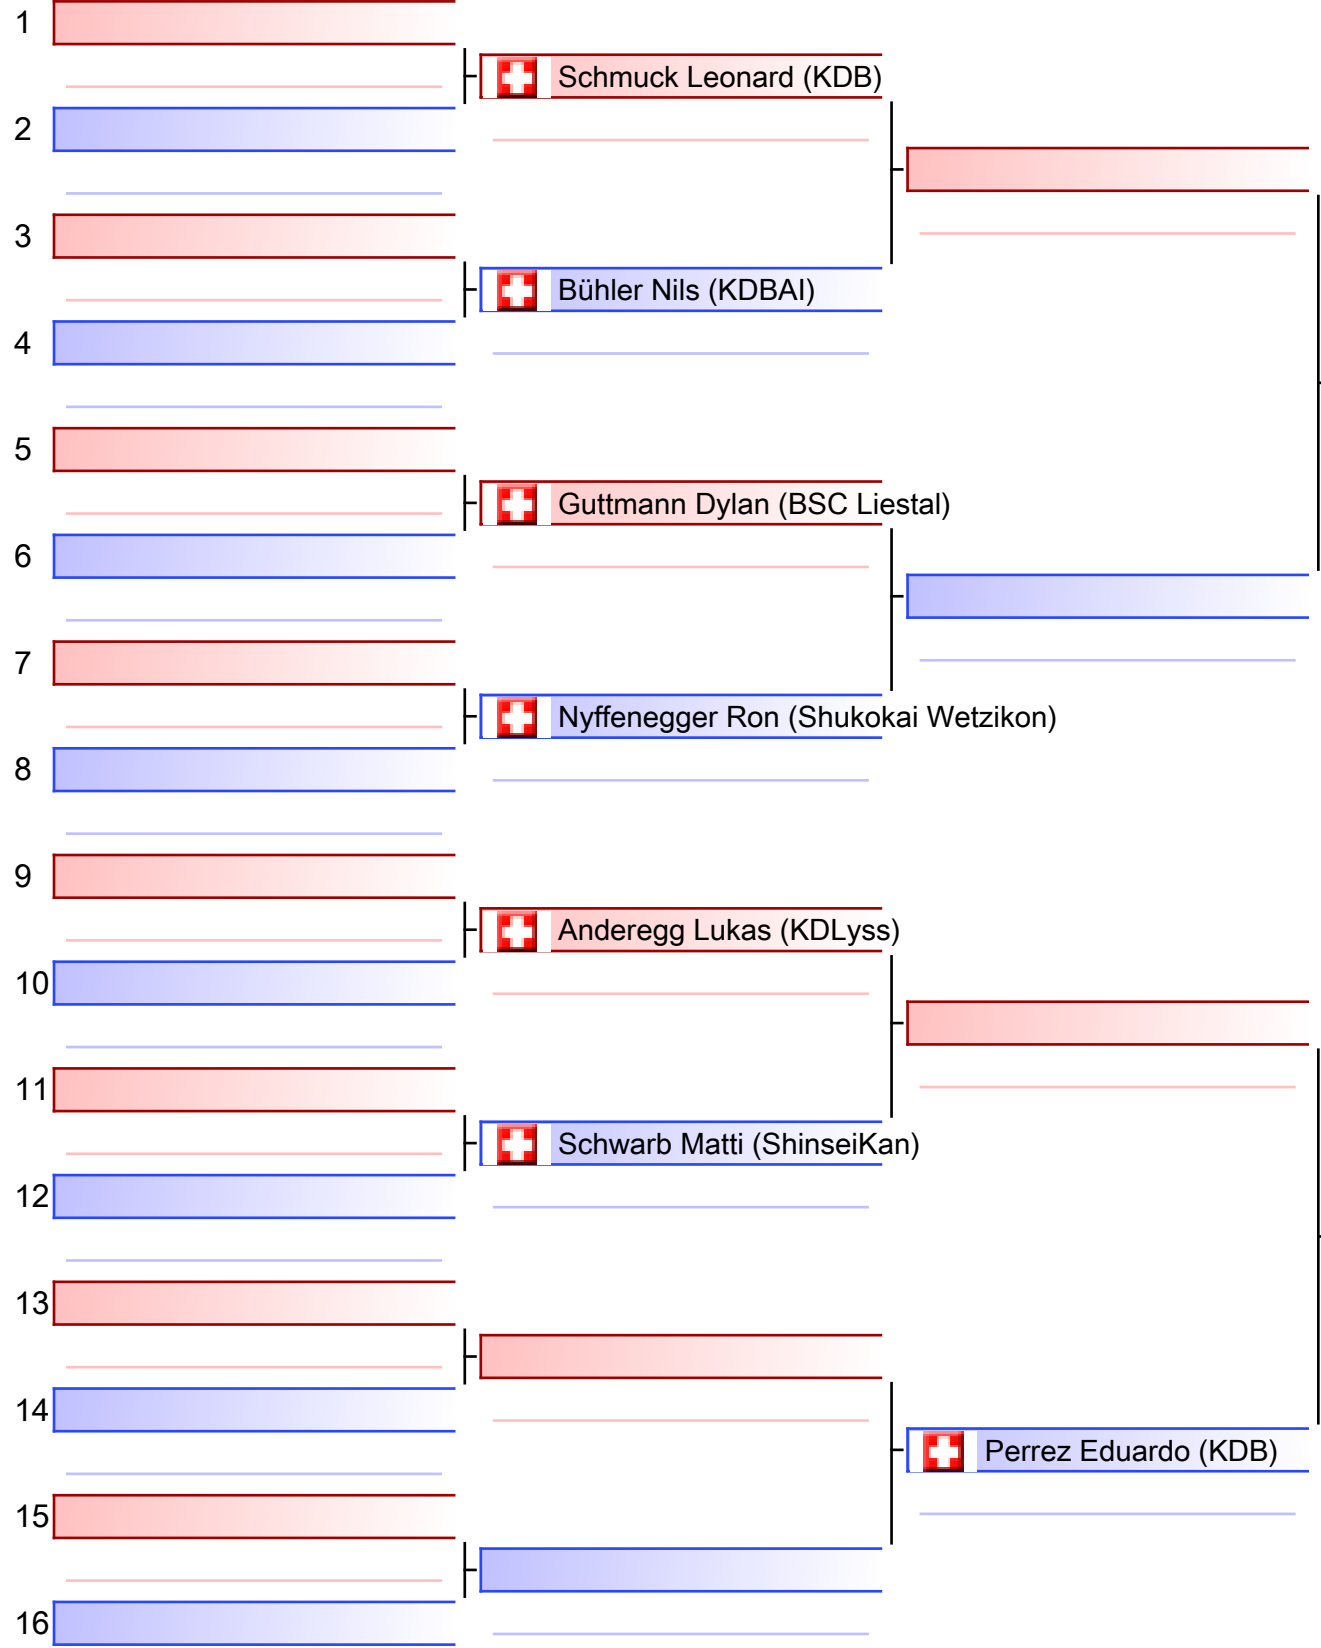 1
Schmuck Leonard (KDB)
2
3
Bühler Nils (KDBAI)
4
5
Guttmann Dylan (BSC Liestal)
6
7
Nyffenegger Ron (Shukokai Wetzikon)
8
9
Anderegg Lukas (KDLyss)
10
11
Schwarb Matti (ShinseiKan)
12
13
14
Perrez Eduardo (KDB)
15
16